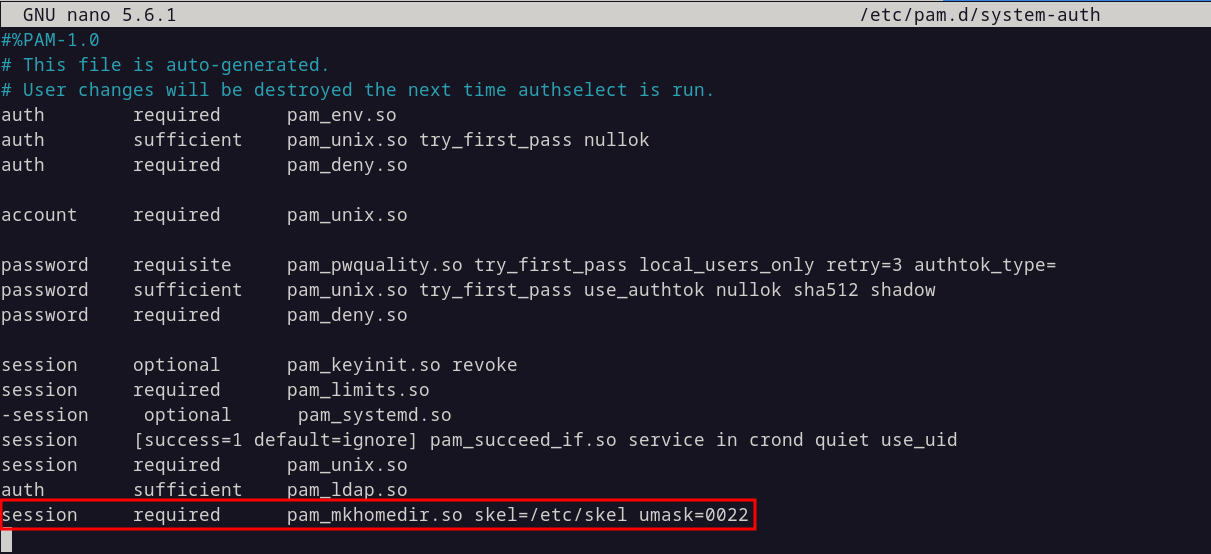 GNU nano 5.6.1 /etc/pam.d/system-auth
#%PAM-1.0
# This file is auto-generated.
# User changes will be destroyed the next time authselect is run.
auth        required      pam_env.so
auth        sufficient    pam_unix.so try_first_pass nullok
auth        required      pam_deny.so
account     required      pam_unix.so
password    requisite     pam_pwquality.so try_first_pass local_users_only retry=3 authtok_type=
password    sufficient    pam_unix.so try_first_pass use_authtok nullok sha512 shadow
password    required      pam_deny.so
session     optional      pam_keyinit.so revoke
session     required      pam_limits.so
-session     optional      pam_systemd.so
session     [success=1 default=ignore] pam_succeed_if.so service in crond quiet use_uid
session     required      pam_unix.so
auth        sufficient    pam_ldap.so
session     required      pam_mkhomedir.so skel=/etc/skel umask=0022